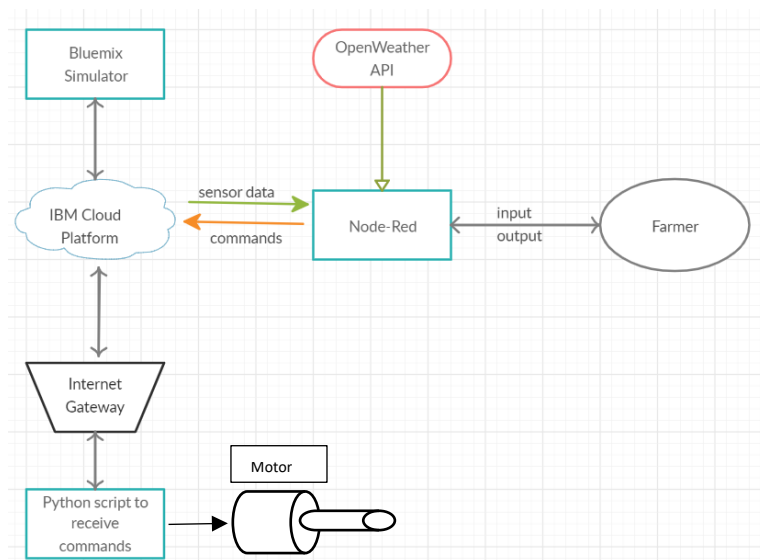 Bluemix
Simulator
OpenWeather
API
IBM Cloud
Platform
sensor data
commands
Node-Red
input
output
Farmer
Internet
Gateway
Motor
Python script to
receive
commands